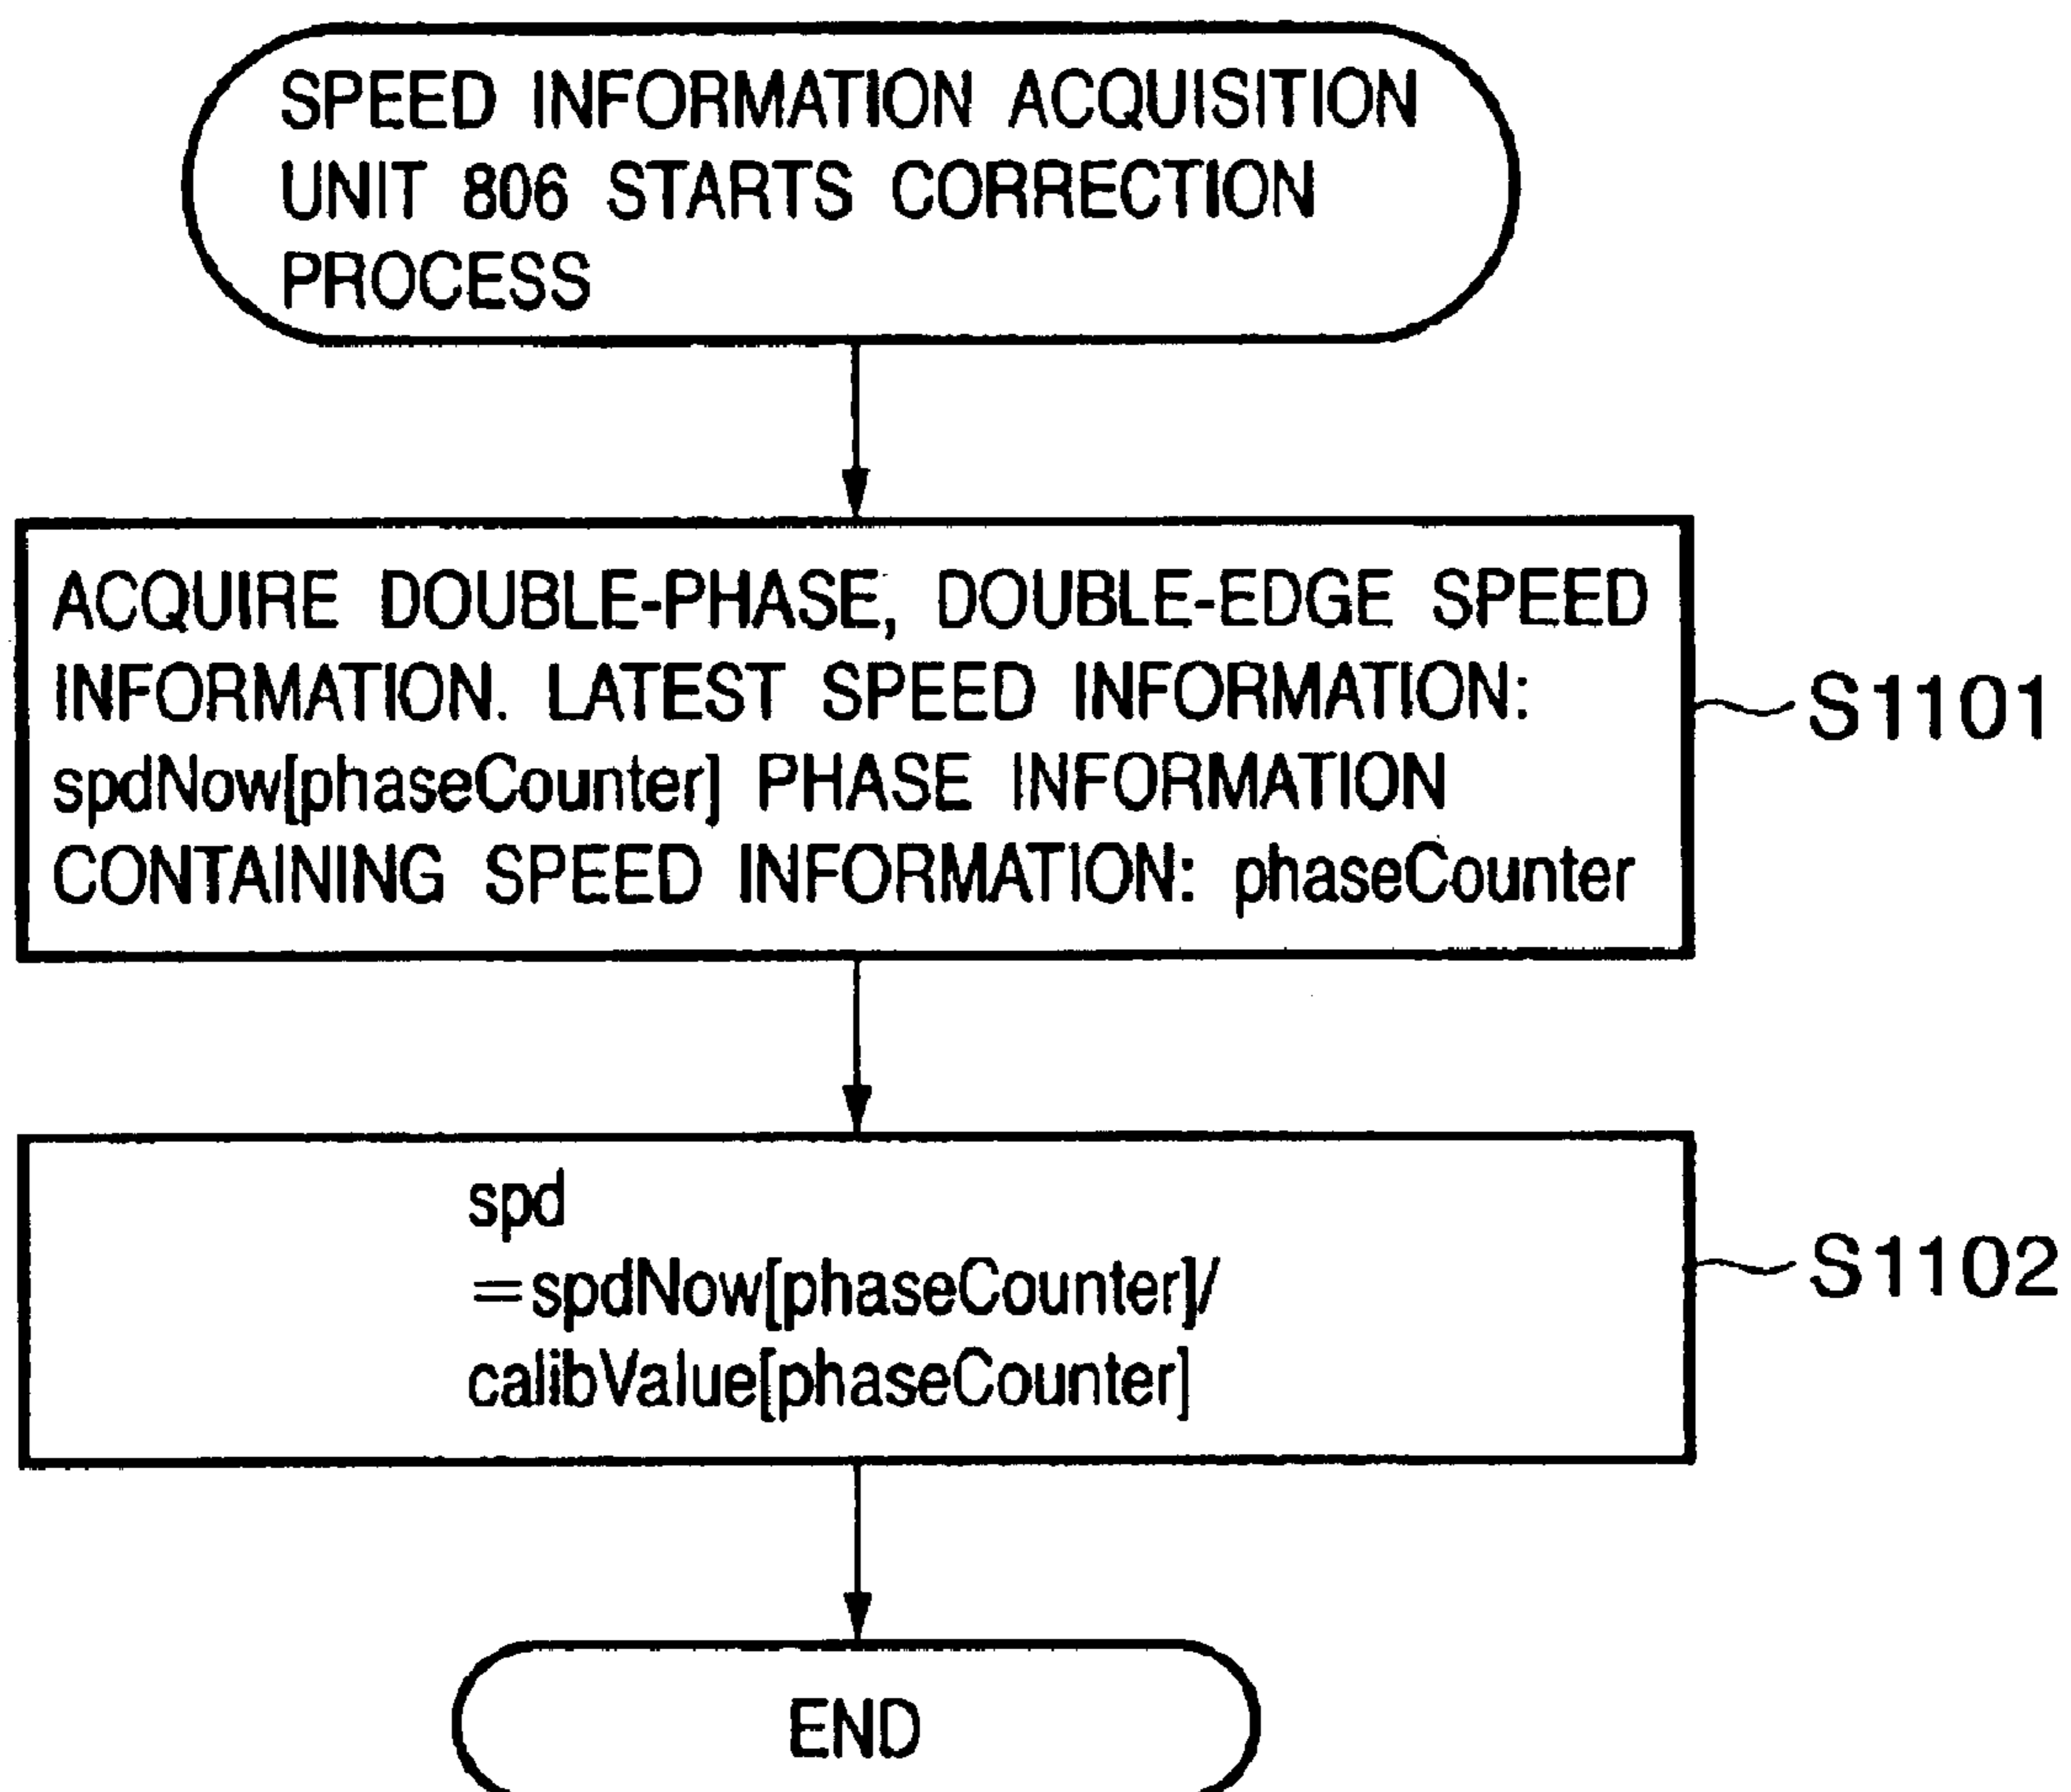 SPEED INFORMATION ACQUISITION
UNIT 806 STARTS CORRECTION
PROCESS
ACQUIRE DOUBLE-PHASE, DOUBLE-EDGE SPEED
INFORMATION. LATEST SPEED INFORMATION:
spdNow[phaseCounter] PHASE INFORMATION
CONTAINING SPEED INFORMATION: phaseCounter
S1101
spd
=spdNow[phaseCounter]/
calibValue[phaseCounter]
S1102
END